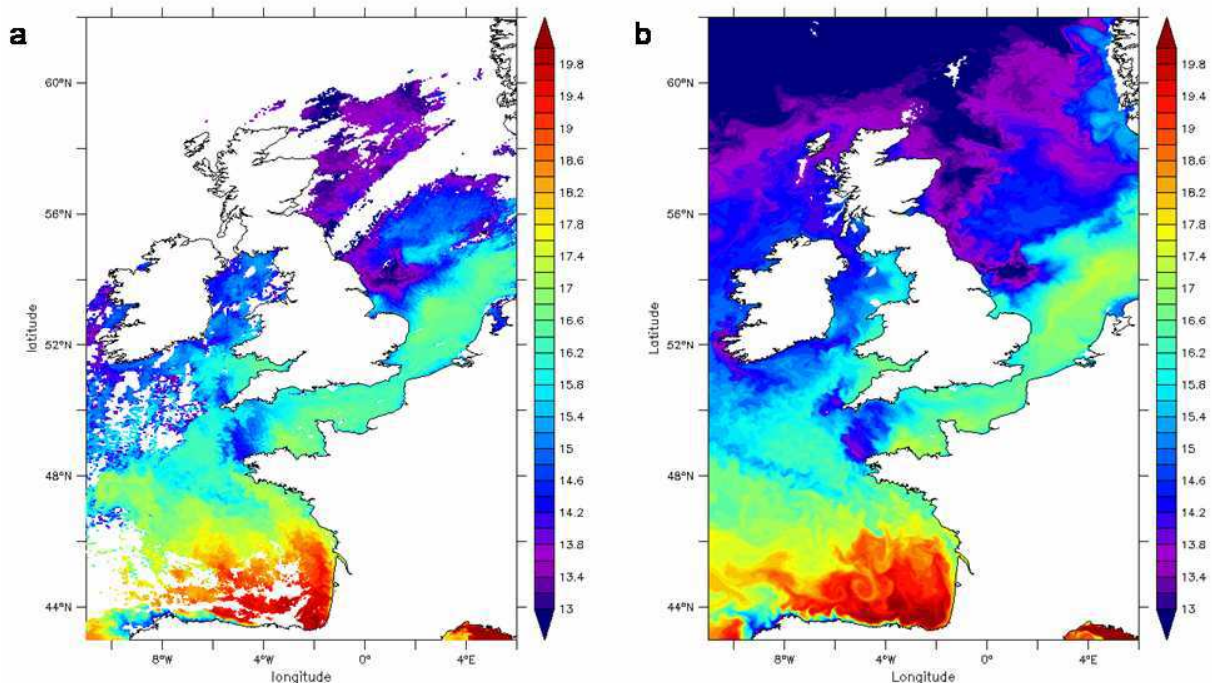 a
60°N
56°N
52°N
48°N
44°N
latitude
8°W
4°W
0°
4°E
longitude
19.8
19.4
19
18.6
18.2
17.8
17.4
17
16.6
16.2
15.8
15.4
15
14.6
14.2
13.8
13.4
13
b
60°N
56°N
52°N
48°N
44°N
Latitude
8°W
4°W
0°
4°E
Longitude
19.8
19.4
19
18.6
18.2
17.8
17.4
17
16.6
16.2
15.8
15.4
15
14.6
14.2
13.8
13.4
13